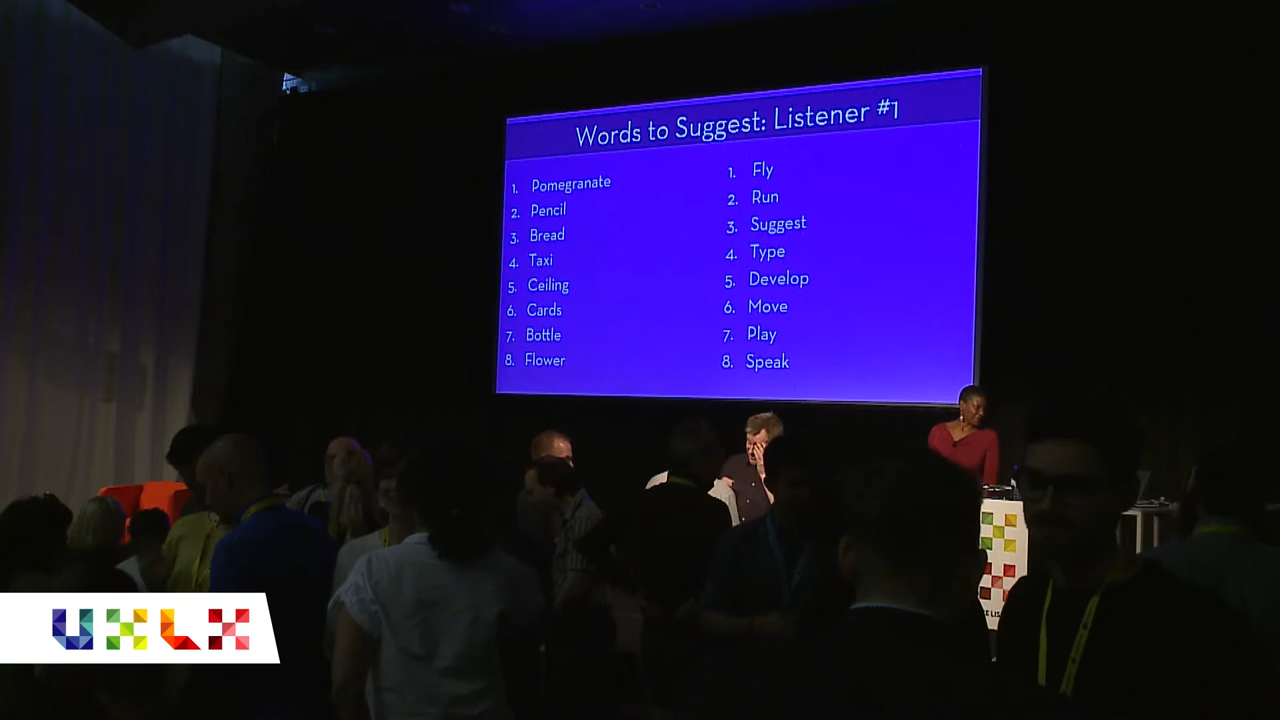 Words to Suggest: Listener #1
1. Pomegranate
2. Pencil
3. Bread
4. Taxi
5. Ceiling
6. Cards
7. Bottle
8. Flower
1. Fly
2. Run
3. Suggest
4. Type
5. Develop
6. Move
7. Play
8. Speak
UXLX